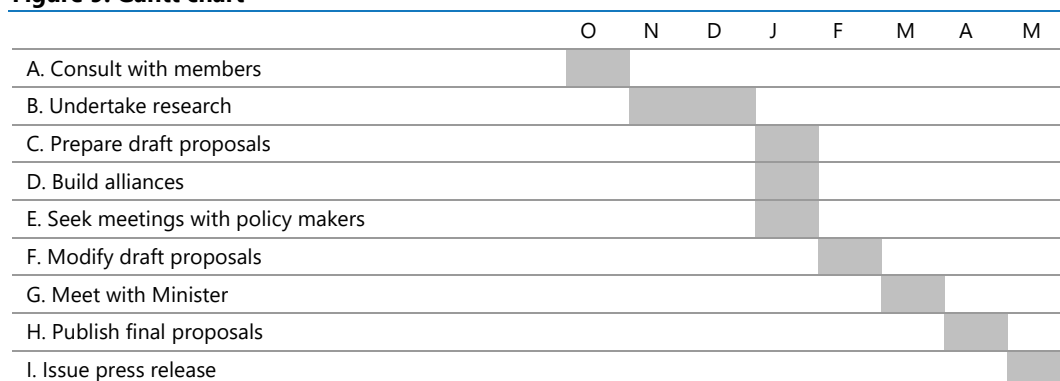 Figure 9: Gantt chart
O N D J F M A M
A. Consult with members
B. Undertake research
C. Prepare draft proposals
D. Build alliances
E. Seek meetings with policy makers
F. Modify draft proposals
G. Meet with Minister
H. Publish final proposals
I. Issue press release